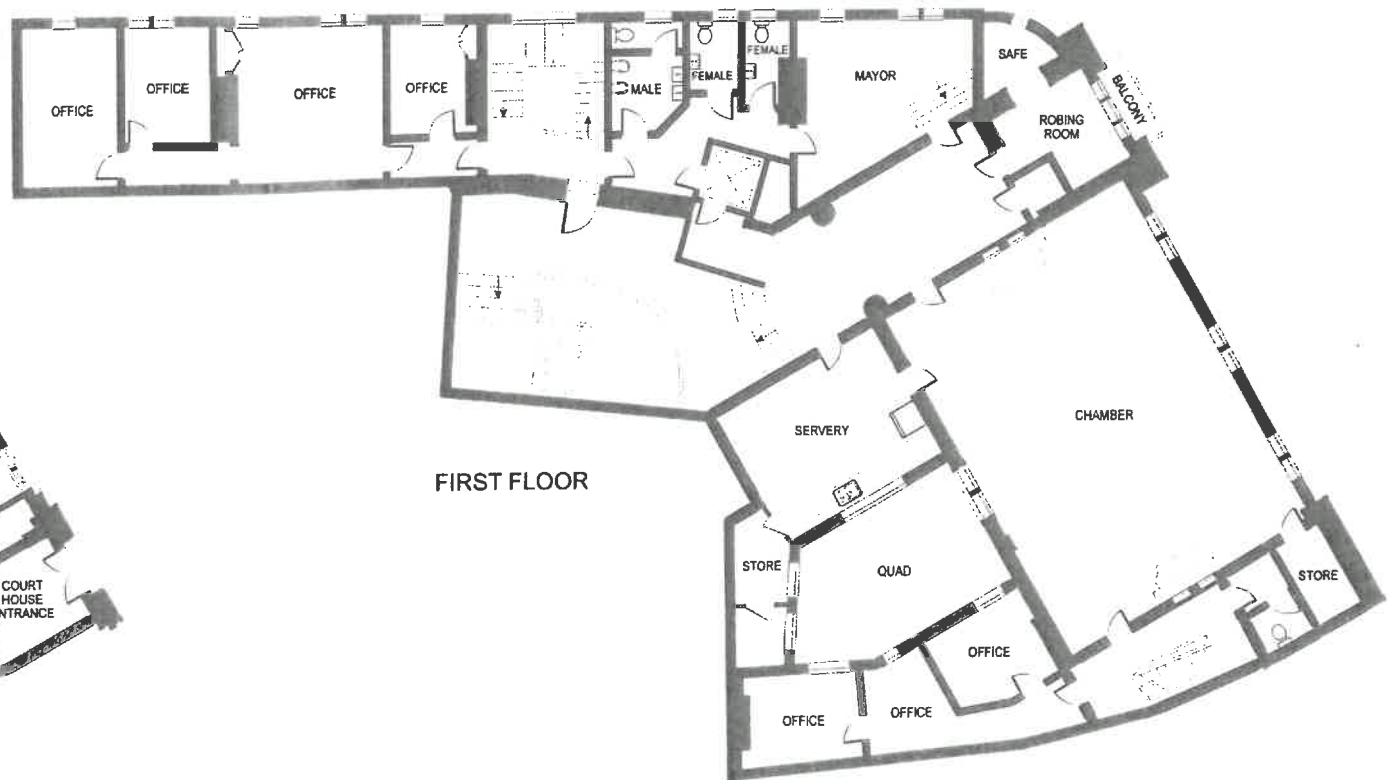 OFFICE
OFFICE
OFFICE
OFFICE
MALE
FEMALE
FEMALE
MAYOR
SAFE
BALCONY
ROBING
ROOM
FIRST FLOOR
SERVERY
CHAMBER
STORE
QUAD
STORE
OFFICE
OFFICE
OFFICE
COURT
HOUSE
NTRANCE